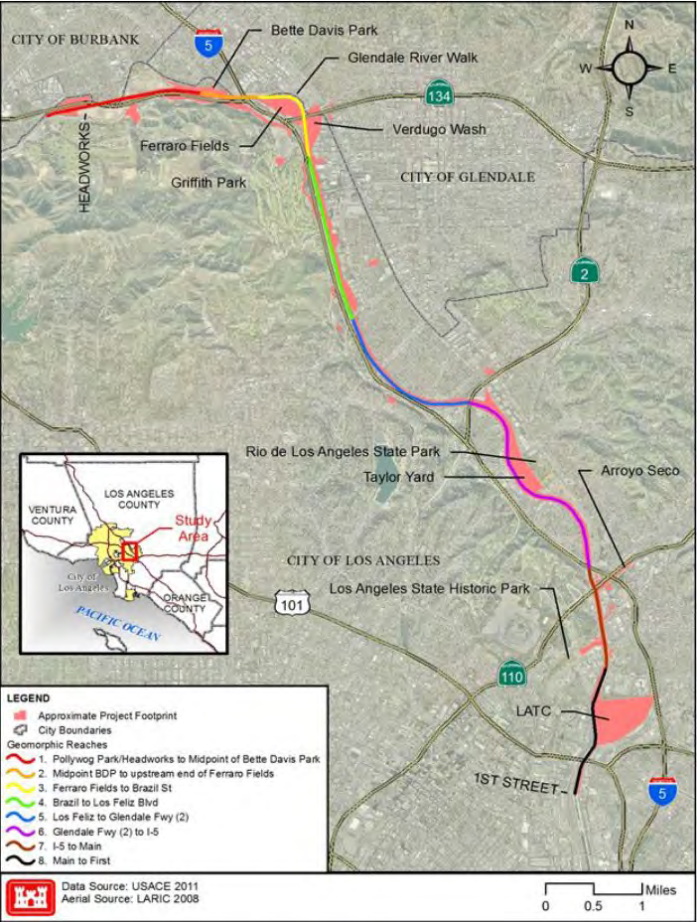 CITY OF BURBANK
5
Bette Davis Park
Glendale River Walk
N
W E
S
134
Verdugo Wash
Ferraro Fields
HEADWORKS
Griffith Park
CITY OF GLENDALE
2
Rio de Los Angeles State Park
Taylor Yard
Arroyo Seco
LOS ANGELES
COUNTY
VENTURA
COUNTY
Study
Area
City of
Los Angeles
ORANGE
COUNTY
PACIFIC OCEAN
CITY OF LOS ANGELES
101
Los Angeles State Historic Park
110
LATC
1ST STREET
5
LEGEND
Approximate Project Footprint
City Boundaries
Geomorphic Reaches
1. Pollywog Park/Headworks to Midpoint of Bette Davis Park
2. Midpoint BDP to upstream end of Ferraro Fields
3. Ferraro Fields to Brazil St
4. Brazil to Los Feliz Blvd
5. Los Feliz to Glendale Fwy (2)
6. Glendale Fwy (2) to I-5
7. I-5 to Main
8. Main to First
Data Source: USACE 2011
Aerial Source: LARIC 2008
Miles
0 0.5 1